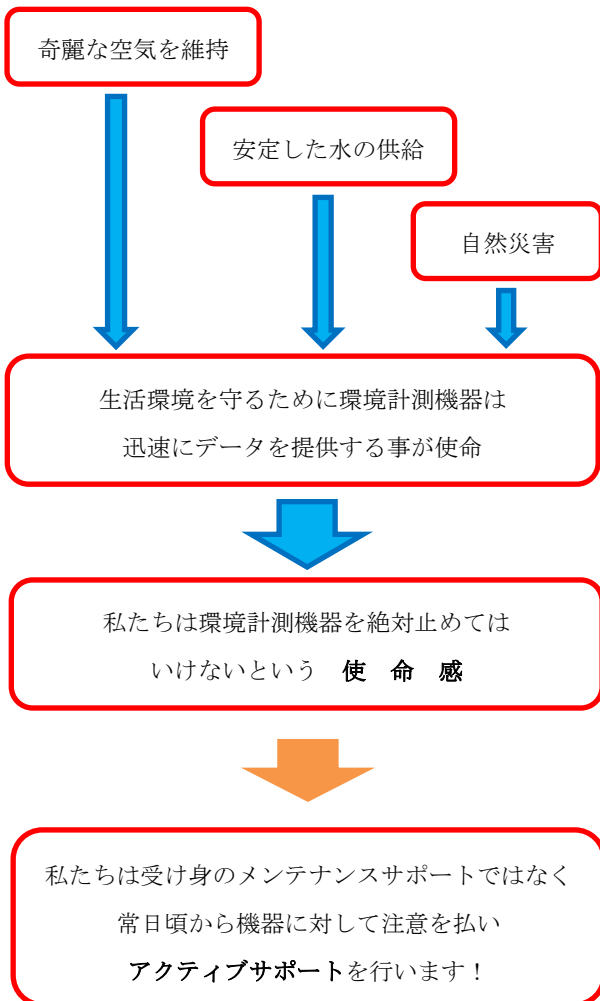 奇麗な空気を維持
安定した水の供給
自然災害
生活環境を守るために環境計測機器は
迅速にデータを提供する事が使命
私たちは環境計測機器を絶対止めては
いけないという　使　命　感
私たちは受け身のメンテナンスサポートではなく
常日頃から機器に対して注意を払い
アクティブサポートを行います！